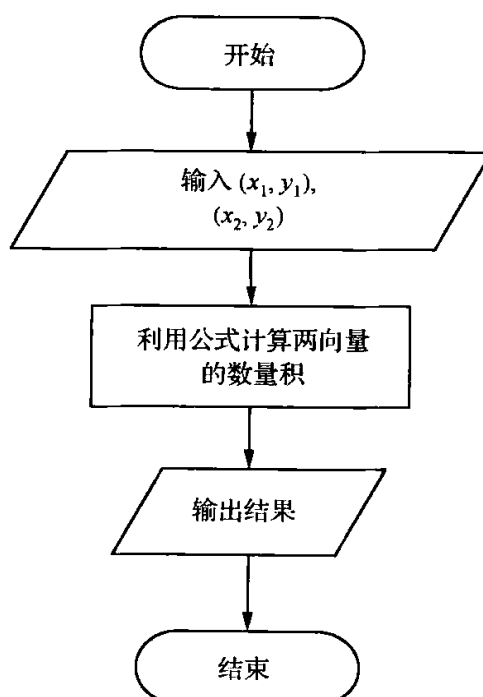 开始
输入 (x₁, y₁),
(x₂, y₂)
利用公式计算两向量
的数量积
输出结果
结束